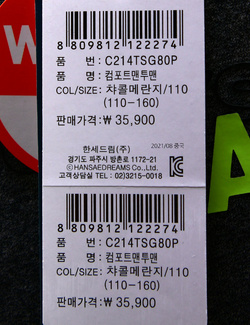 W
8 809812 122274
품 번: C214TSG80P
품 명: 컴포트맨투맨
COL/SIZE: 챠콜메란지/110
(110-160)
판매가격: ₩ 35,900
한세드림(주) 2021/08 중국
경기도 파주시 방촌로 1172-21
ⓒHANSAEDREAMS CO.,Ltd.
고객상담실 TEL : 02)3215-0018
8 809812 122274
품 번: C214TSG80P
품 명: 컴포트맨투맨
COL/SIZE: 챠콜메란지/110
(110-160)
판매가격: ₩ 35,900